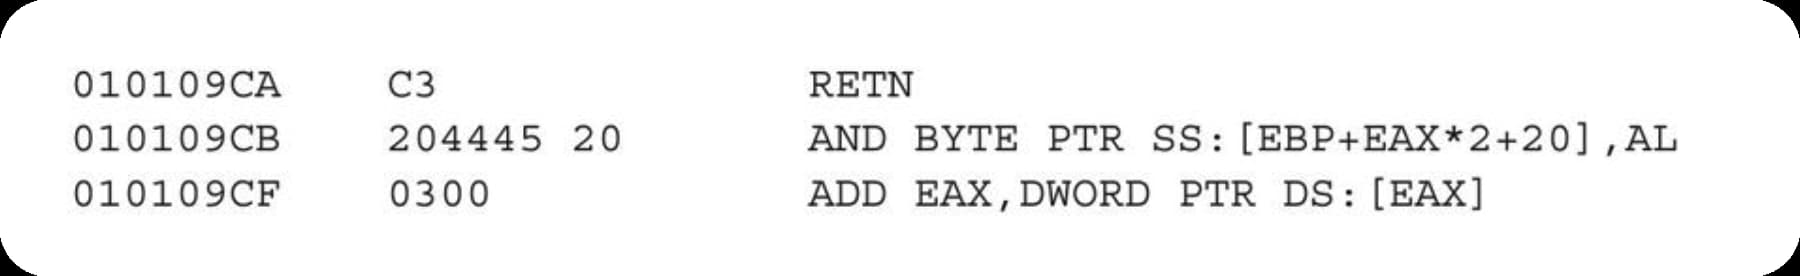 010109CA C3 RETN
010109CB 204445 20 AND BYTE PTR SS:[EBP+EAX*2+20],AL
010109CF 0300 ADD EAX,DWORD PTR DS:[EAX]